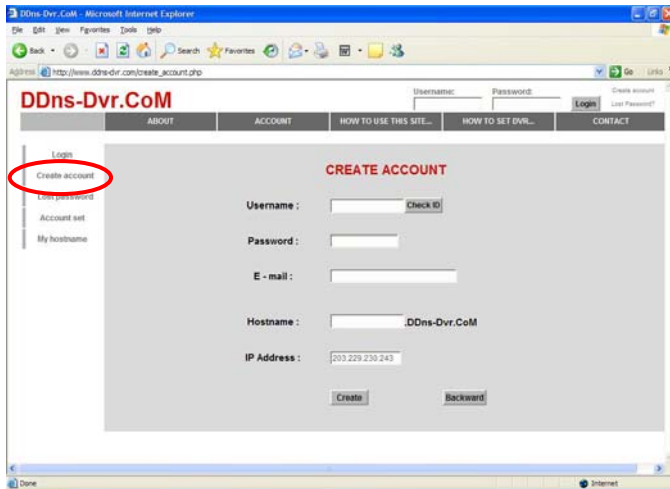 DDns-Dvr.CoM - Microsoft Internet Explorer
File Edit View Favorites Tools Help
Back Search Favorites
Address http://www.ddns-dvr.com/create_account.php Go Links
DDns-Dvr.CoM
Username: Password: Login
Create account
Lost Password?
ABOUT ACCOUNT HOW TO USE THIS SITE... HOW TO SET DVR... CONTACT
Login
Create account
Lost password
Account set
My hostname
CREATE ACCOUNT
Username : Check ID
Password :
E - mail :
Hostname : .DDns-Dvr.CoM
IP Address : 203.229.230.243
Create Backward
Done Internet